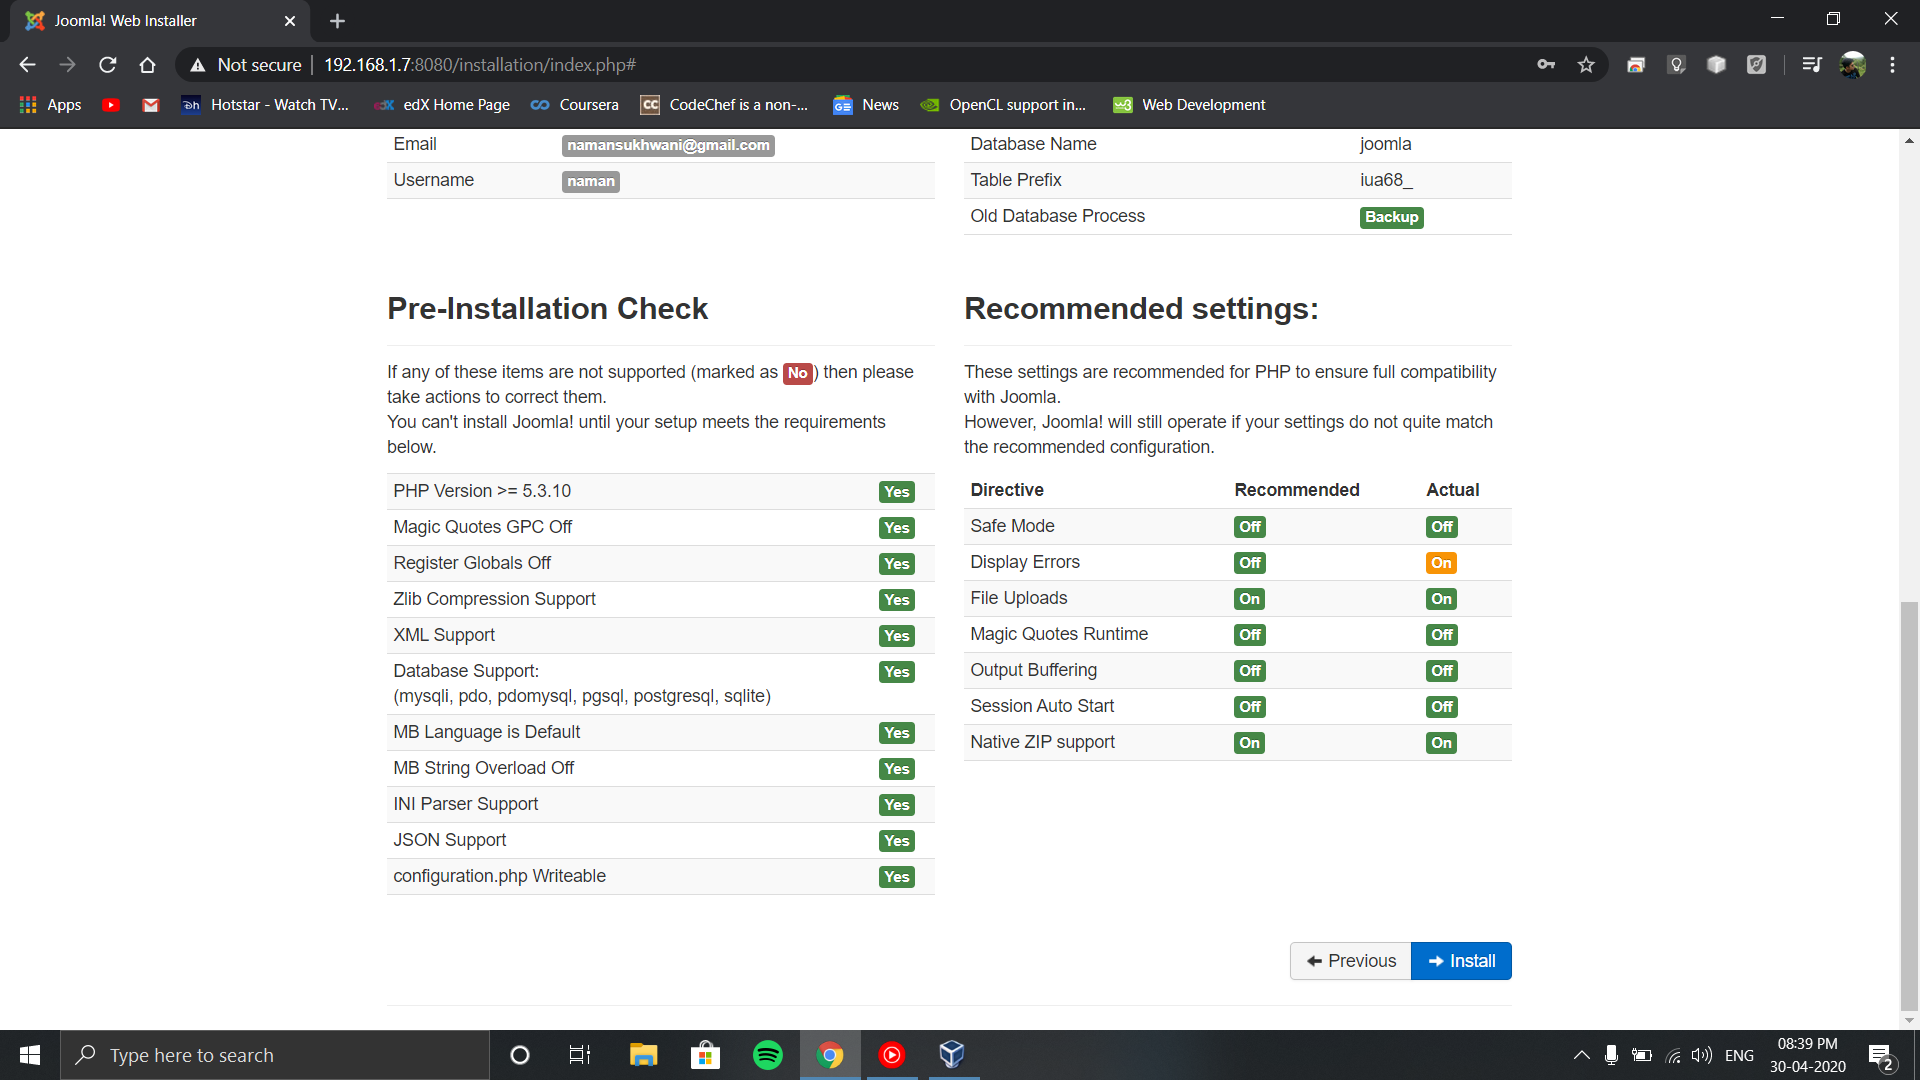 Joomla! Web Installer
Not secure | 192.168.1.7:8080/installation/index.php#
Apps
Hotstar - Watch TV...
edX Home Page
Coursera
CC CodeChef is a non-...
News
OpenCL support in...
Web Development
Email namansukhwani@gmail.com
Username naman
Database Name joomla
Table Prefix iua68_
Old Database Process Backup
Pre-Installation Check
If any of these items are not supported (marked as No) then please
take actions to correct them.
You can't install Joomla! until your setup meets the requirements
below.
PHP Version >= 5.3.10 Yes
Magic Quotes GPC Off Yes
Register Globals Off Yes
Zlib Compression Support Yes
XML Support Yes
Database Support: Yes
(mysqli, pdo, pdomysql, pgsql, postgresql, sqlite)
MB Language is Default Yes
MB String Overload Off Yes
INI Parser Support Yes
JSON Support Yes
configuration.php Writeable Yes
Recommended settings:
These settings are recommended for PHP to ensure full compatibility
with Joomla.
However, Joomla! will still operate if your settings do not quite match
the recommended configuration.
Directive Recommended Actual
Safe Mode Off Off
Display Errors Off On
File Uploads On On
Magic Quotes Runtime Off Off
Output Buffering Off Off
Session Auto Start Off Off
Native ZIP support On On
Previous
Install
Type here to search
ENG
08:39 PM
30-04-2020
2